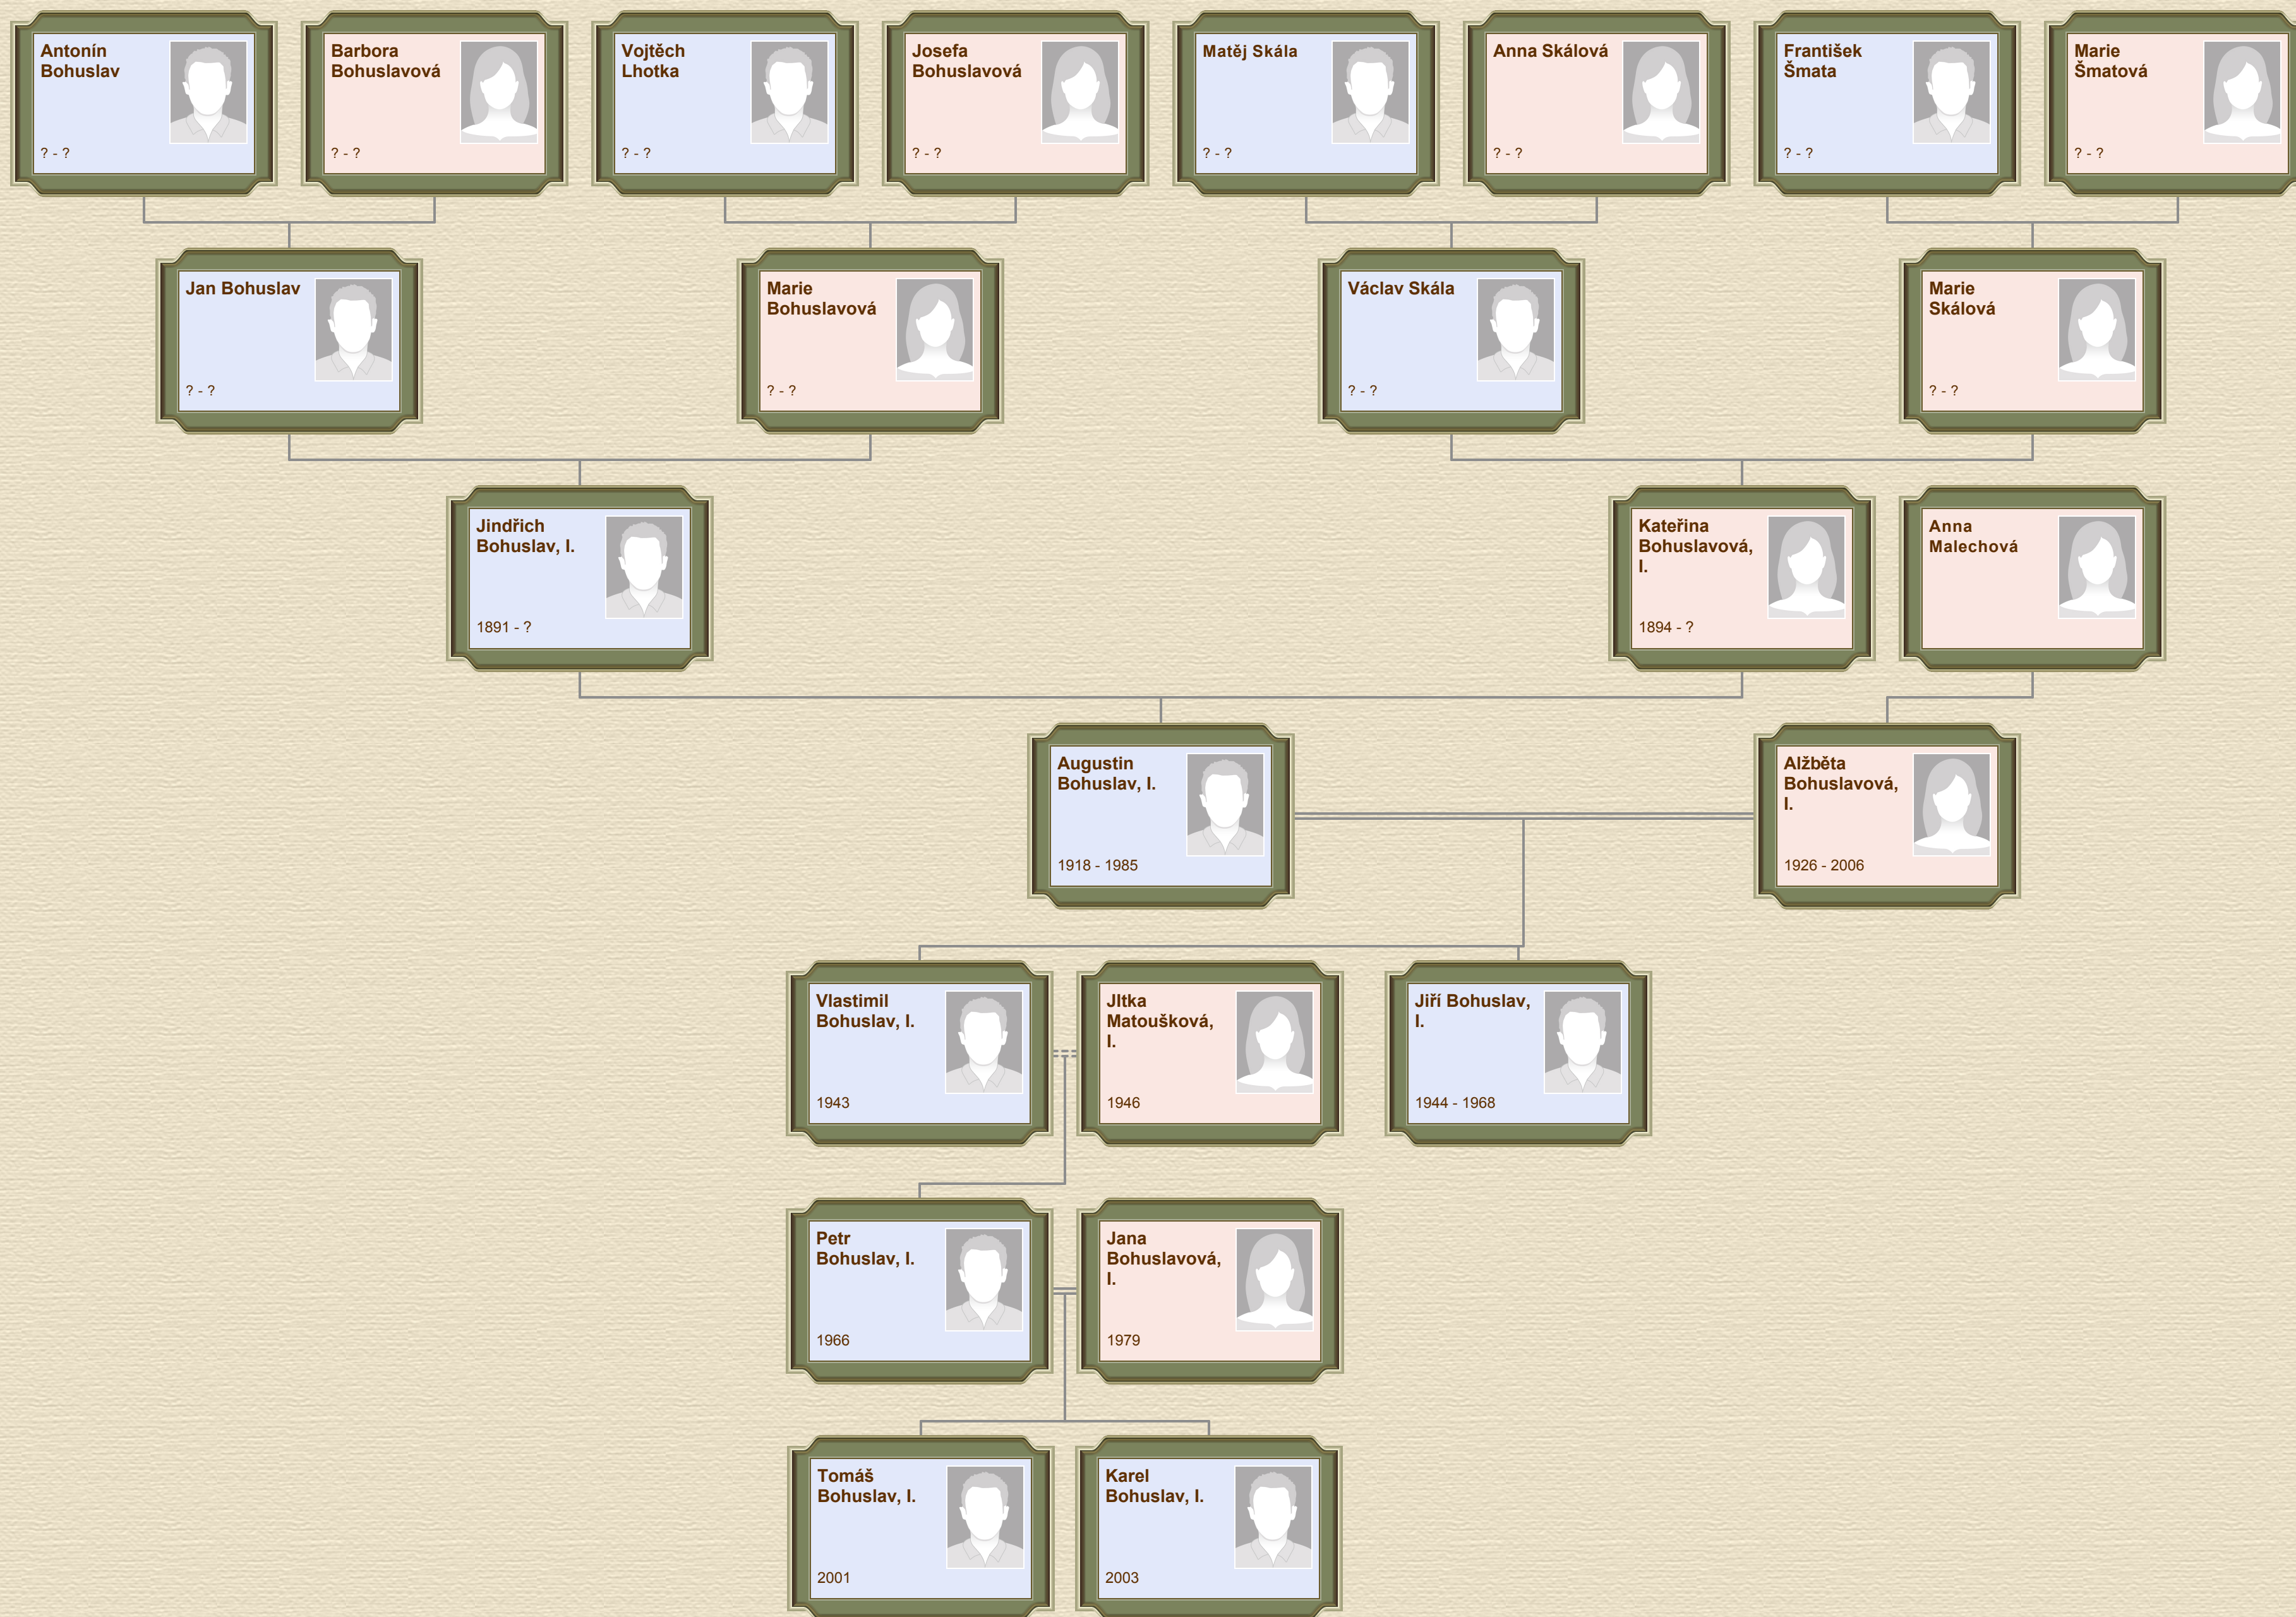 Antonín
Bohuslav
? - ?
Barbora
Bohuslavová
? - ?
Vojtěch
Lhotka
? - ?
Josefa
Bohuslavová
? - ?
Matěj Skála
? - ?
Anna Skálová
? - ?
František
Šmata
? - ?
Marie
Šmatová
? - ?
Jan Bohuslav
? - ?
Marie
Bohuslavová
? - ?
Václav Skála
? - ?
Marie
Skálová
? - ?
Jindřich
Bohuslav, I.
1891 - ?
Kateřina
Bohuslavová,
I.
1894 - ?
Anna
Malechová
Augustin
Bohuslav, I.
1918 - 1985
Alžběta
Bohuslavová,
I.
1926 - 2006
Vlastimil
Bohuslav, I.
1943
JItka
Matoušková,
I.
1946
Jiří Bohuslav,
I.
1944 - 1968
Petr
Bohuslav, I.
1966
Jana
Bohuslavová,
I.
1979
Tomáš
Bohuslav, I.
2001
Karel
Bohuslav, I.
2003